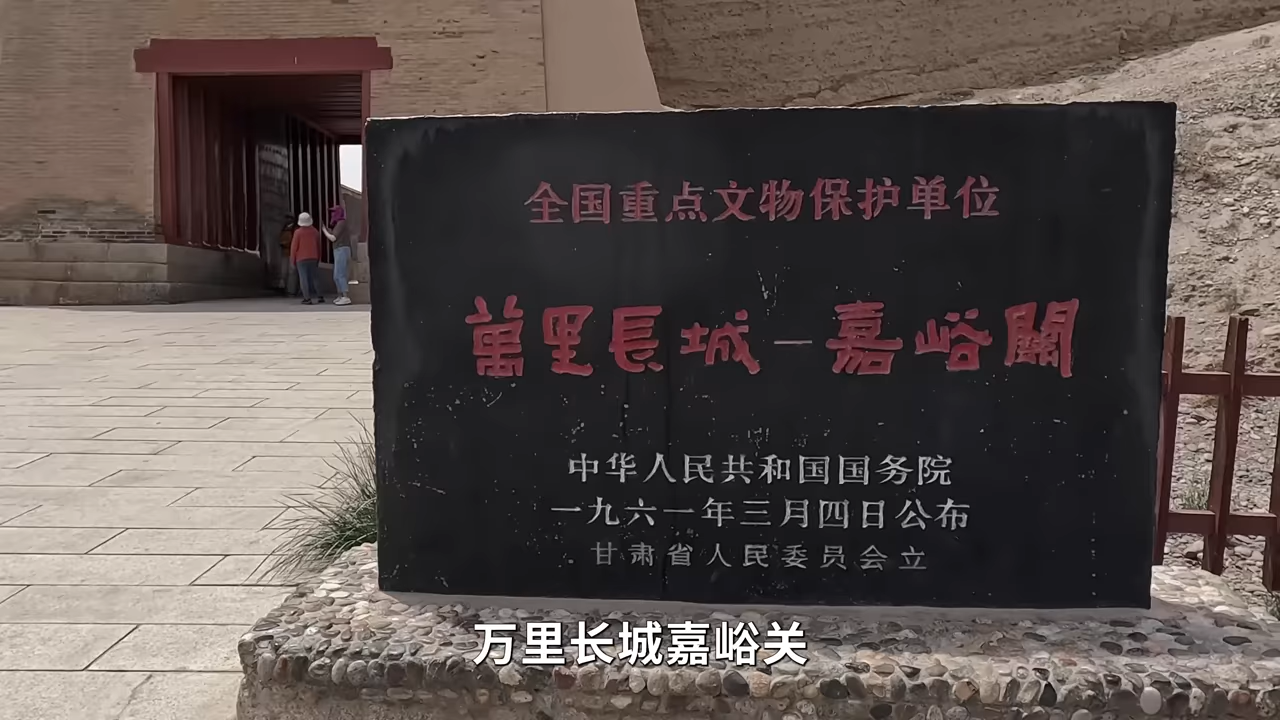 全国重点文物保护单位
萬里長城—嘉峪關
中华人民共和国国务院
一九六一年三月四日公布
甘肃省人民委员会立
万里长城嘉峪关